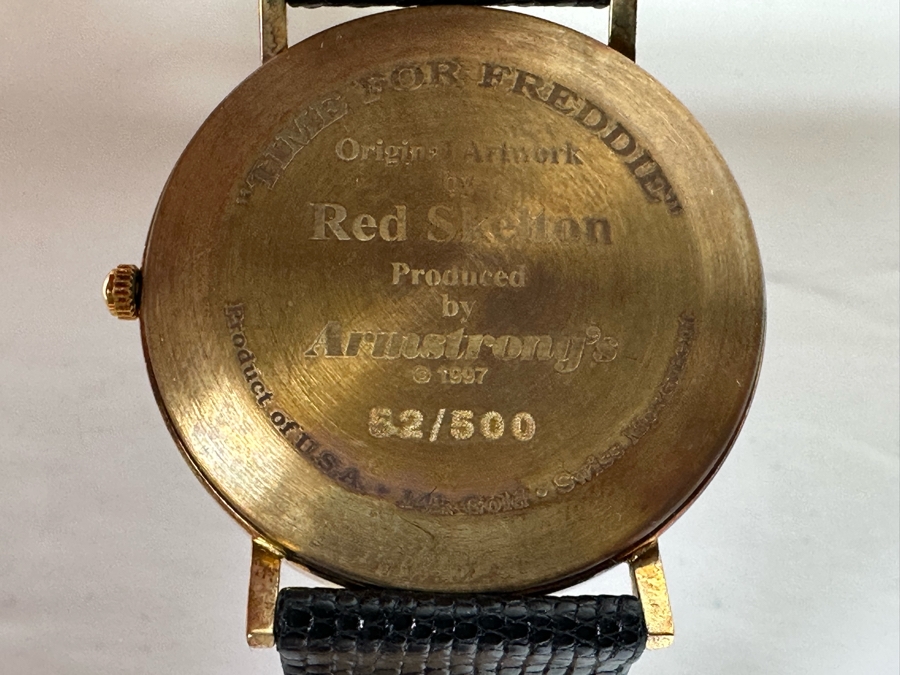 "TIME FOR FREDDIE"
Original Artwork
BY
Red Skelton
Produced
by
Armstrong's
© 1997
52/500
Product of U.S.A. • 14k Gold • Swiss Movement